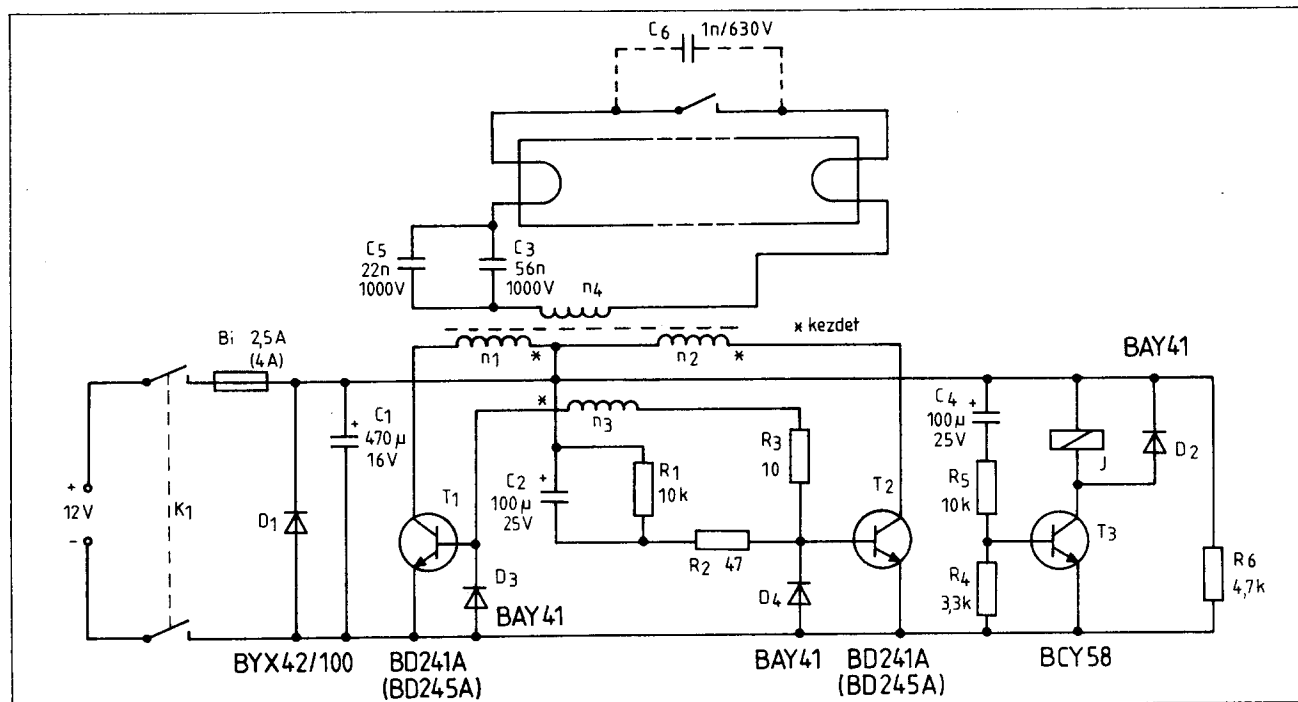 C6 1n/630V
C5
22n
1000V
C3
56n
1000V
n4
* kezdet
Bi 2,5A
(4A)
n1 *
n2 *
BAY41
+
12V
-
K1
D1
+ C1
470µ
16V
*
n3
C2 +
100µ
25V
R1
10k
R3
10
T1
T2
R2 47
D3
BAY41
D4
C4 +
100µ
25V
R5
10k
R4
3,3k
J
D2
T3
R6
4,7k
BYX42/100
BD241A
(BD245A)
BAY41
BD241A
(BD245A)
BCY58